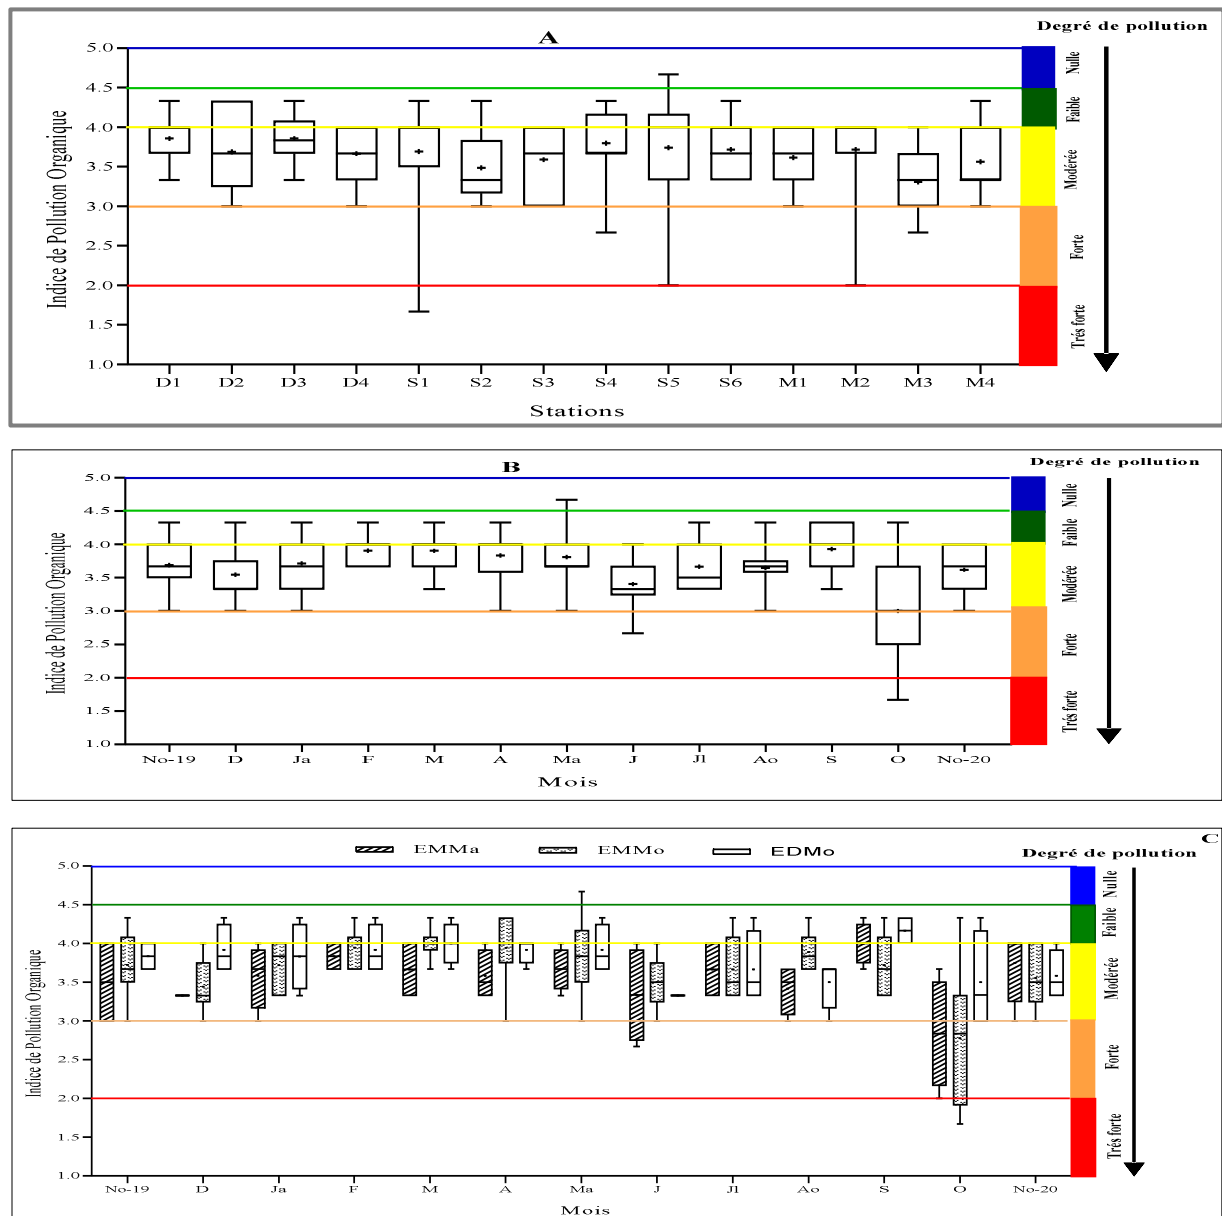 Degré de pollution
A
5.0
4.5
4.0
3.5
3.0
2.5
2.0
1.5
1.0
Indice de Pollution Organique
Nulle
Faible
Modérée
Forte
Trés forte
D1 D2 D3 D4 S1 S2 S3 S4 S5 S6 M1 M2 M3 M4
Stations
Degré de pollution
B
5.0
4.5
4.0
3.5
3.0
2.5
2.0
1.5
1.0
Indice de Pollution Organique
Nulle
Faible
Modérée
Forte
Trés forte
No-19 D Ja F M A Ma J Jl Ao S O No-20
Mois
C
EMMa EMMo EDMo
Degré de pollution
5.0
4.5
4.0
3.5
3.0
2.5
2.0
1.5
1.0
Indice de Pollution Organique
Nulle
Faible
Modérée
Forte
Trés forte
No-19 D Ja F M A Ma J Jl Ao S O No-20
Mois